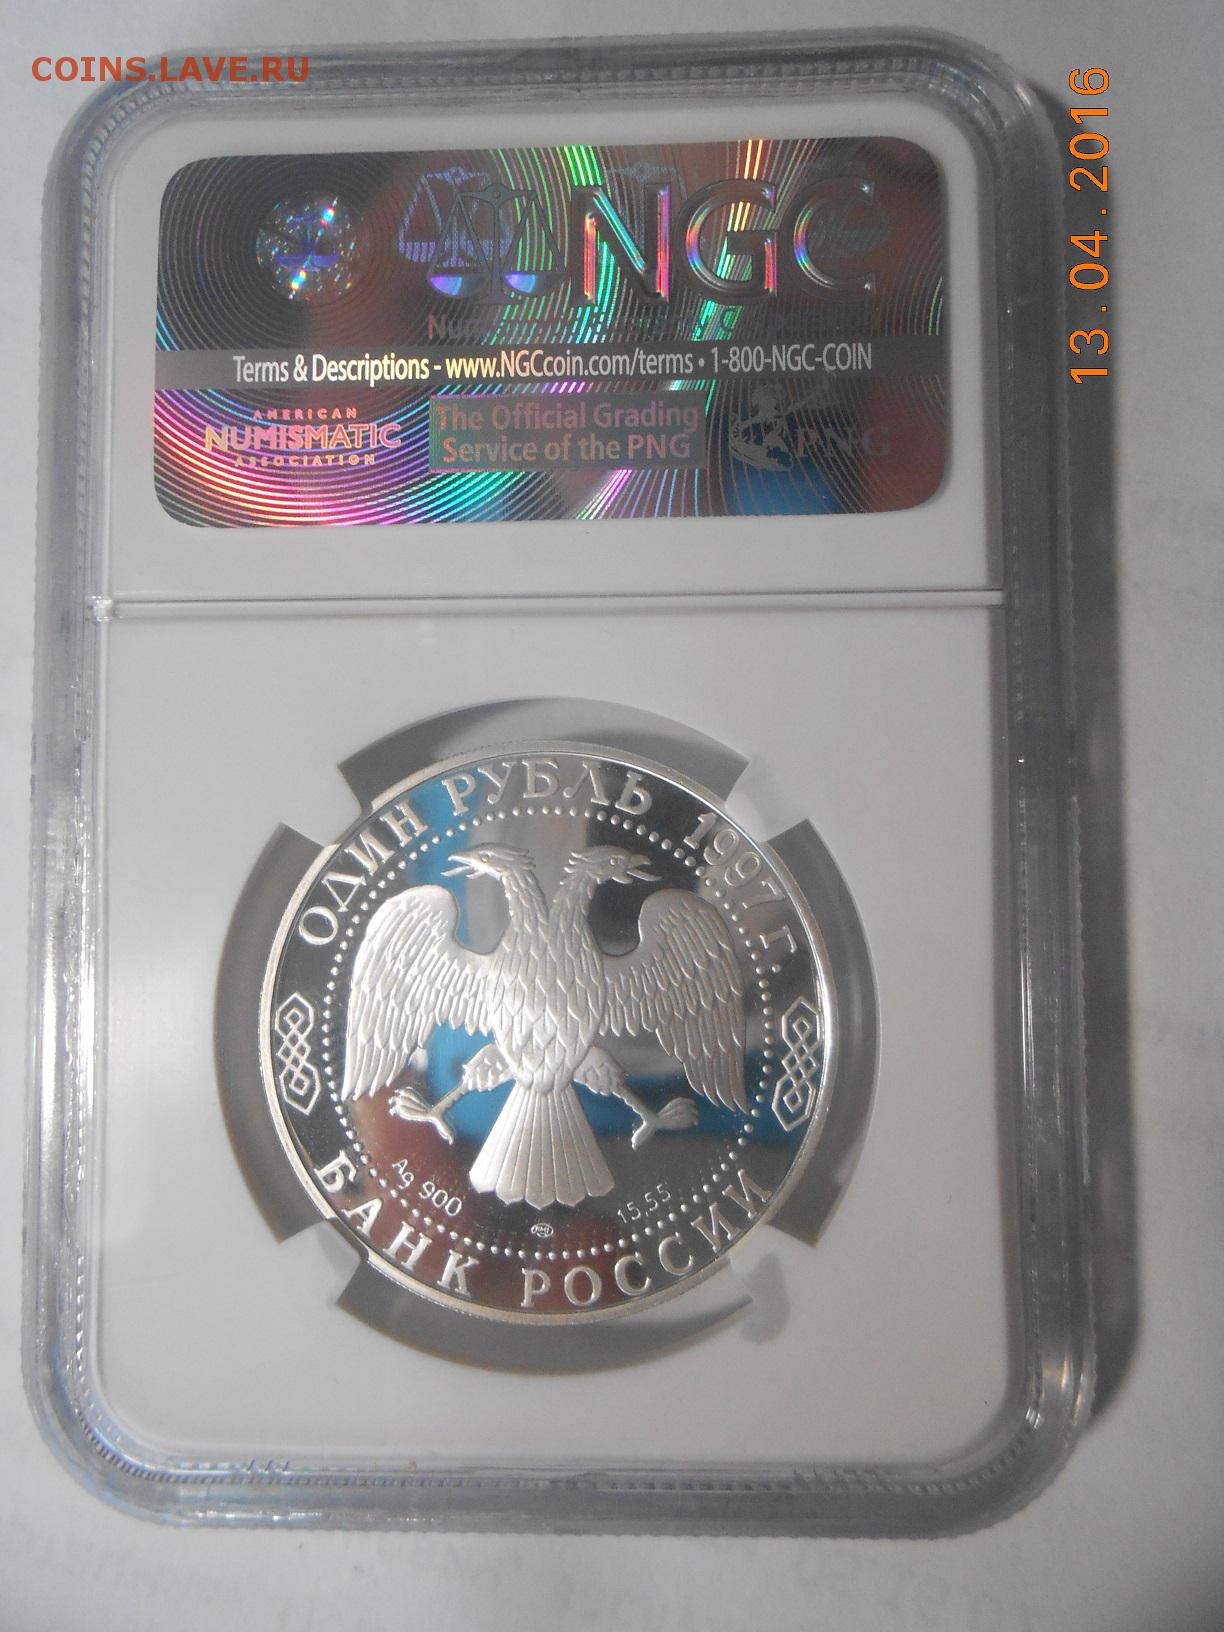 COINS.LAVE.RU
13.04.2016
NGC
Terms & Descriptions - www.NGCcoin.com/terms • 1-800-NGC-COIN
AMERICAN
NUMISMATIC
ASSOCIATION
The Official Grading
Service of the PNG
PNG
ОДИН РУБЛЬ 1997 г.
Ag 900
15,55
БАНК РОССИИ